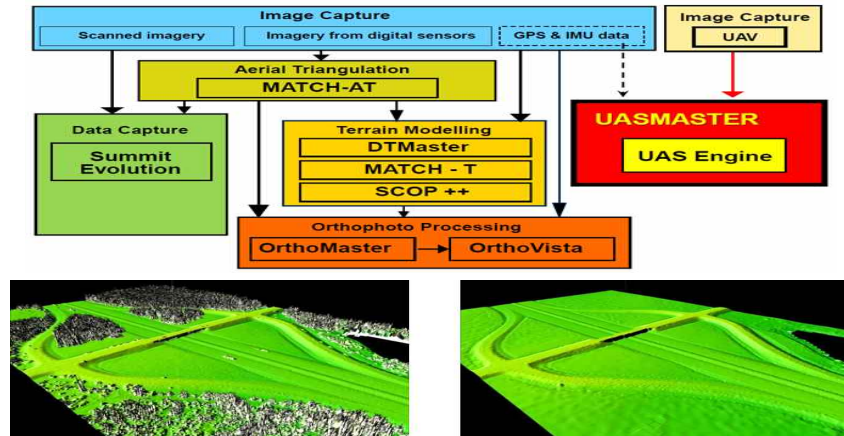 Image Capture
Scanned imagery
Imagery from digital sensors
GPS & IMU data
Image Capture
UAV
Aerial Triangulation
MATCH-AT
Data Capture
Summit
Evolution
Terrain Modelling
DTMaster
MATCH - T
SCOP ++
UASMASTER
UAS Engine
Orthophoto Processing
OrthoMaster
OrthoVista